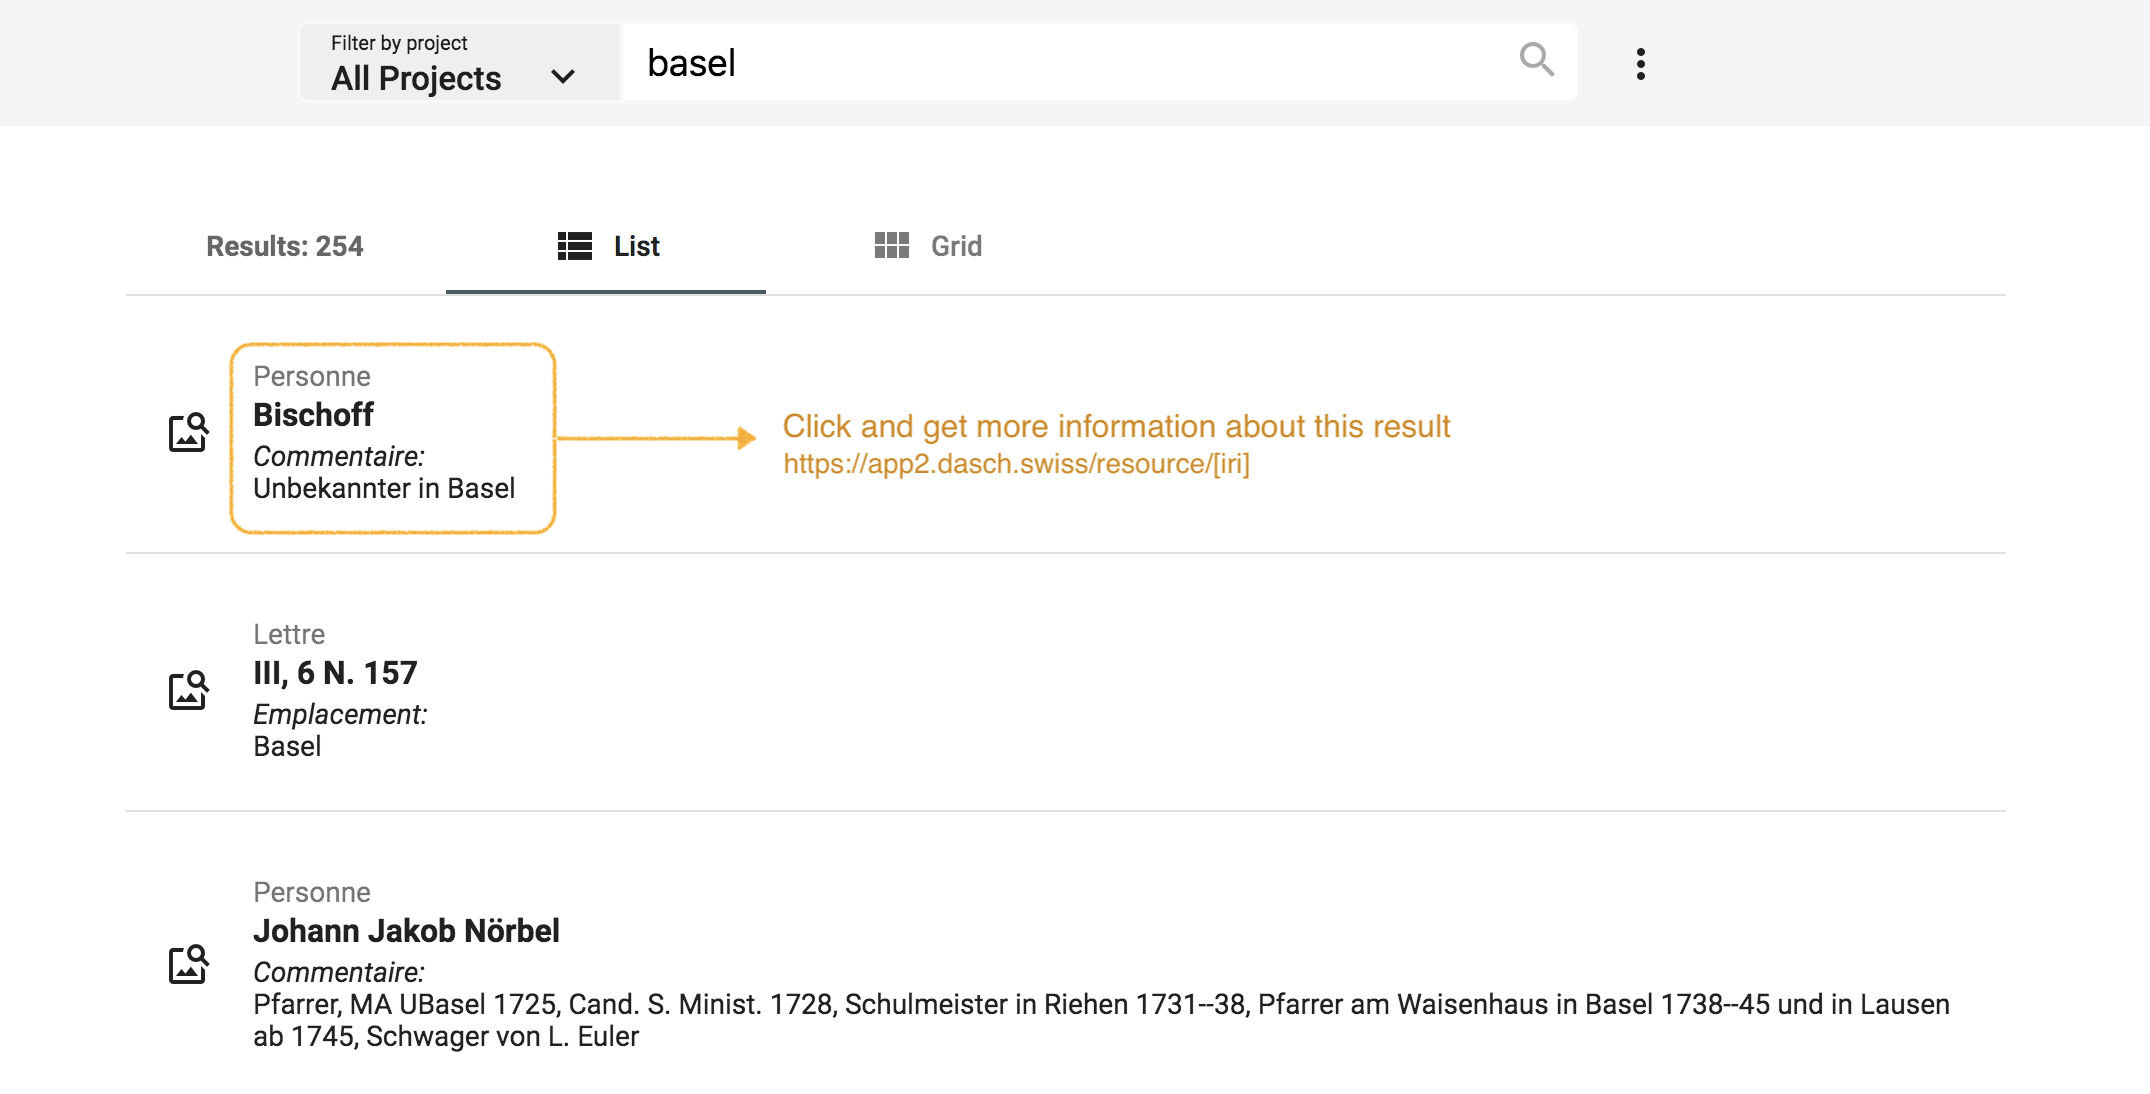 Filter by project
All Projects
basel
Results: 254
List
Grid
Personne
Bischoff
Commentaire:
Unbekannter in Basel
Click and get more information about this result
https://app2.dasch.swiss/resource/[iri]
Lettre
III, 6 N. 157
Emplacement:
Basel
Personne
Johann Jakob Nörbel
Commentaire:
Pfarrer, MA UBasel 1725, Cand. S. Minist. 1728, Schulmeister in Riehen 1731--38, Pfarrer am Waisenhaus in Basel 1738--45 und in Lausen
ab 1745, Schwager von L. Euler